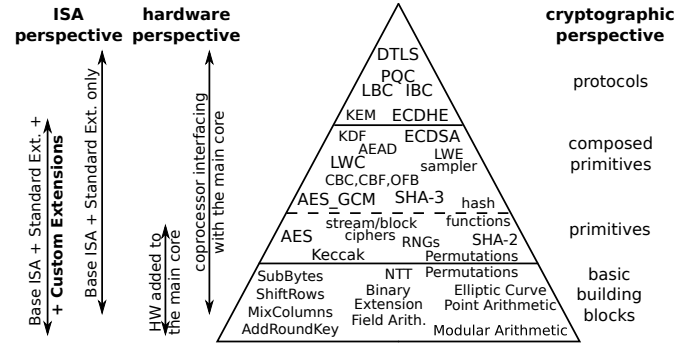 ISA
perspective
hardware
perspective
cryptographic
perspective
Base ISA + Standard Ext. +
+ Custom Extensions
Base ISA + Standard Ext. only
HW added to
the main core
coprocessor interfacing
with the main core
DTLS
PQC
LBC IBC
KEM ECDHE
KDF ECDSA
AEAD
LWC LWE
sampler
CBC,CBF,OFB
AES_GCM SHA-3 hash
functions
stream/block
ciphers
AES RNGs SHA-2
Keccak Permutations
SubBytes NTT Permutations
ShiftRows Binary Elliptic Curve
MixColumns Extension Point Arithmetic
AddRoundKey Field Arith. Modular Arithmetic
protocols
composed
primitives
primitives
basic
building
blocks